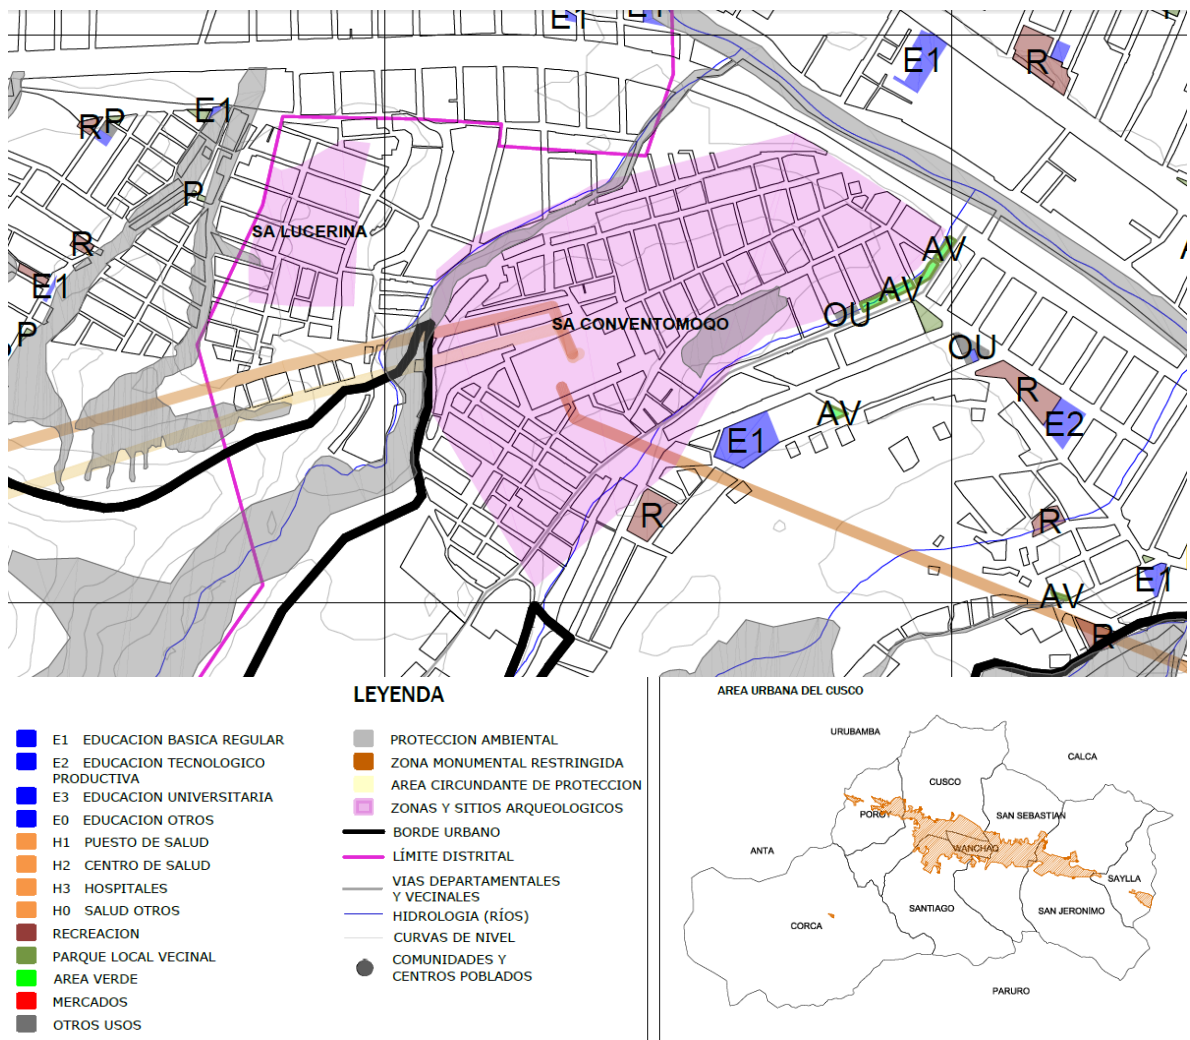 E1
E1
E1
R
R
P
E1
P
SA LUCERINA
R
AV
E1
AV
SA CONVENTOMOQO
OU
P
OU
R
AV
E2
E1
R
R
E1
AV
R
LEYENDA
E1 EDUCACION BASICA REGULAR
E2 EDUCACION TECNOLOGICO
PRODUCTIVA
E3 EDUCACION UNIVERSITARIA
E0 EDUCACION OTROS
H1 PUESTO DE SALUD
H2 CENTRO DE SALUD
H3 HOSPITALES
H0 SALUD OTROS
RECREACION
PARQUE LOCAL VECINAL
AREA VERDE
MERCADOS
OTROS USOS
PROTECCION AMBIENTAL
ZONA MONUMENTAL RESTRINGIDA
AREA CIRCUNDANTE DE PROTECCION
ZONAS Y SITIOS ARQUEOLOGICOS
BORDE URBANO
LÍMITE DISTRITAL
VIAS DEPARTAMENTALES
Y VECINALES
HIDROLOGIA (RÍOS)
CURVAS DE NIVEL
COMUNIDADES Y
CENTROS POBLADOS
AREA URBANA DEL CUSCO
URUBAMBA
CALCA
CUSCO
POROY
SAN SEBASTIAN
ANTA
WANCHAQ
SAYLLA
SANTIAGO
SAN JERONIMO
CORCA
PARURO